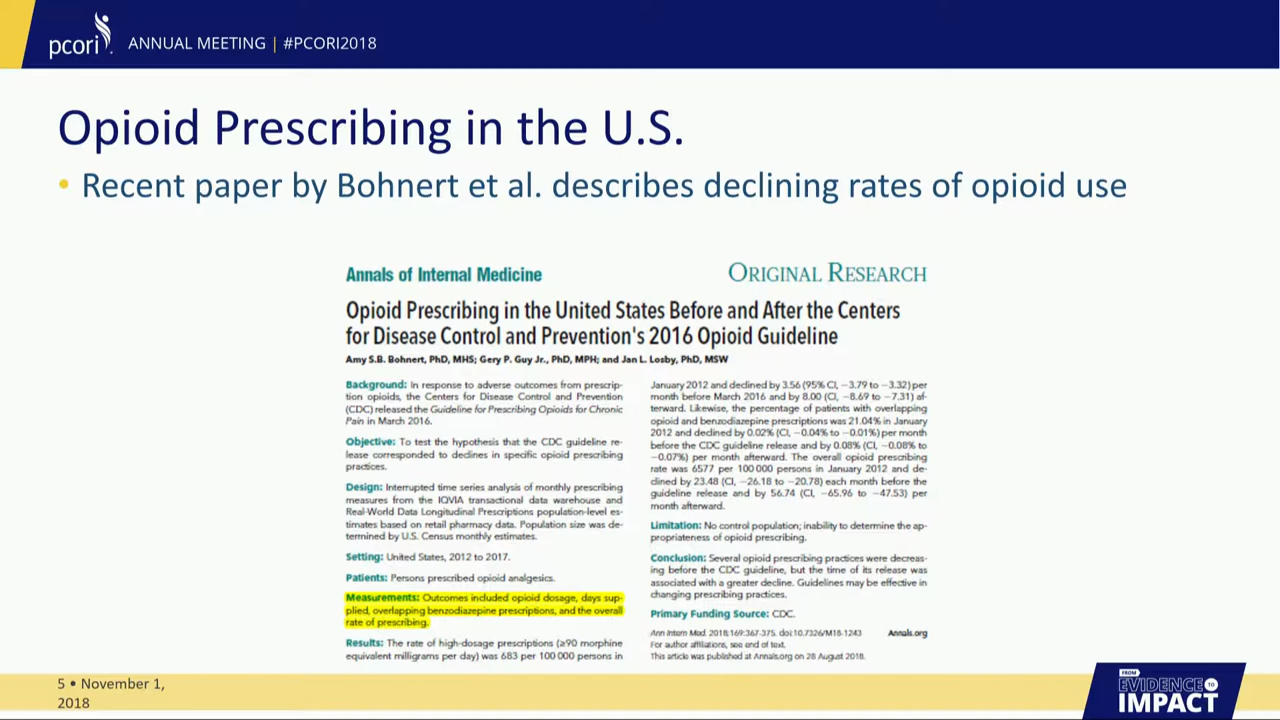 pcori
ANNUAL MEETING | #PCORI2018
Opioid Prescribing in the U.S.
• Recent paper by Bohnert et al. describes declining rates of opioid use
Annals of Internal Medicine
ORIGINAL RESEARCH
Opioid Prescribing in the United States Before and After the Centers
for Disease Control and Prevention's 2016 Opioid Guideline
Amy S.B. Bohnert, PhD, MHS; Gery P. Guy Jr., PhD, MPH; and Jan L. Losby, PhD, MSW
Background: In response to adverse outcomes from prescrip-
tion opioids, the Centers for Disease Control and Prevention
(CDC) released the Guideline for Prescribing Opioids for Chronic
Pain in March 2016.
Objective: To test the hypothesis that the CDC guideline re-
lease corresponded to declines in specific opioid prescribing
practices.
Design: Interrupted time series analysis of monthly prescribing
measures from the IQVIA transactional data warehouse and
Real-World Data Longitudinal Prescriptions population-level es-
timates based on retail pharmacy data. Population size was de-
termined by U.S. Census monthly estimates.
Setting: United States, 2012 to 2017.
Patients: Persons prescribed opioid analgesics.
Measurements: Outcomes included opioid dosage, days sup-
plied, overlapping benzodiazepine prescriptions, and the overall
rate of prescribing.
Results: The rate of high-dosage prescriptions (≥90 morphine
equivalent milligrams per day) was 683 per 100 000 persons in
January 2012 and declined by 3.56 (95% CI, −3.79 to −3.32) per
month before March 2016 and by 8.00 (CI, −8.69 to −7.31) af-
terward. Likewise, the percentage of patients with overlapping
opioid and benzodiazepine prescriptions was 21.04% in January
2012 and declined by 0.02% (CI, −0.04% to −0.01%) per month
before the CDC guideline release and by 0.08% (CI, −0.08% to
−0.07%) per month afterward. The overall opioid prescribing
rate was 6577 per 100 000 persons in January 2012 and de-
clined by 23.48 (CI, −26.18 to −20.78) each month before the
guideline release and by 56.74 (CI, −65.96 to −47.53) per
month afterward.
Limitation: No control population; inability to determine the ap-
propriateness of opioid prescribing.
Conclusion: Several opioid prescribing practices were decreas-
ing before the CDC guideline, but the time of its release was
associated with a greater decline. Guidelines may be effective in
changing prescribing practices.
Primary Funding Source: CDC.
Ann Intern Med. 2018;169:367-375. doi:10.7326/M18-1243
Annals.org
For author affiliations, see end of text.
This article was published at Annals.org on 28 August 2018.
5 • November 1,
2018
FROM
EVIDENCE TO
IMPACT